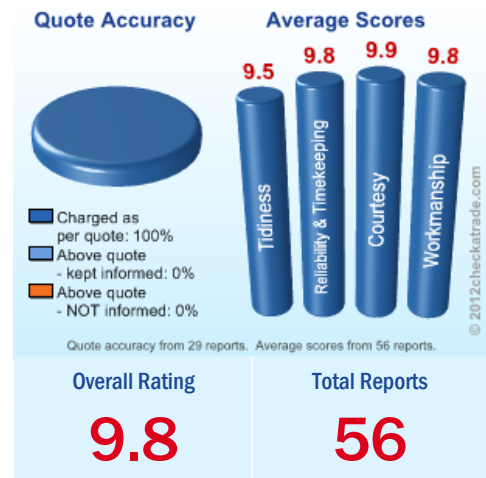 Quote Accuracy
Charged as
per quote: 100%
Above quote
- kept informed: 0%
Above quote
- NOT informed: 0%
Average Scores
9.5
9.8
9.9
9.8
Tidiness
Reliability & Timekeeping
Courtesy
Workmanship
© 2012checkatrade.com
Quote accuracy from 29 reports. Average scores from 56 reports.
Overall Rating
9.8
Total Reports
56